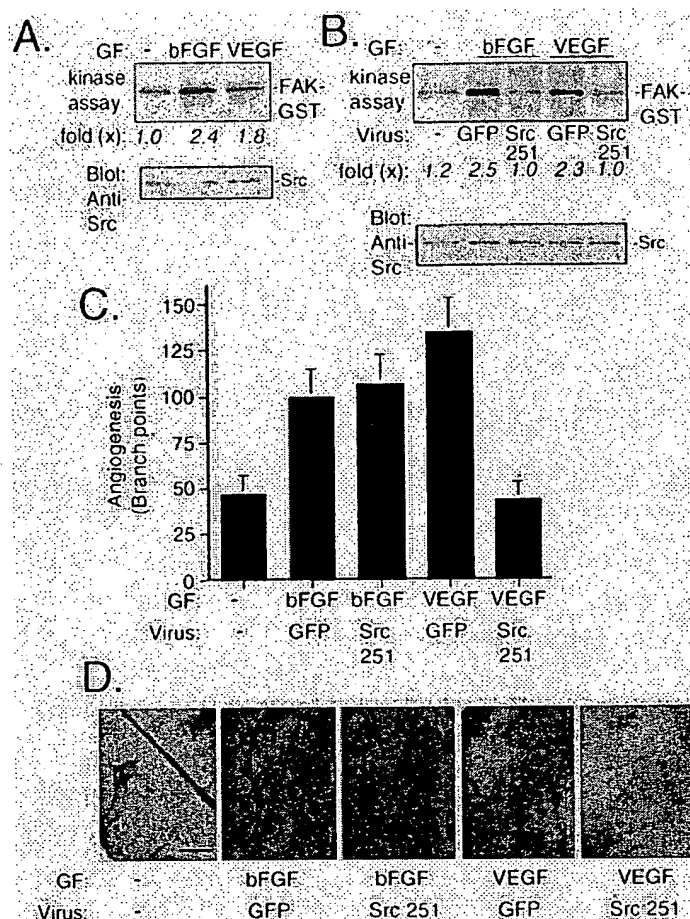 A.
GF: - bFGF VEGF
kinase assay
-FAK-GST
fold (x) 1.0 2.4 1.8
Blot: Anti Src
Src
B.
GF: - bFGF VEGF
kinase assay
-FAK-GST
Virus: - GFP Src 251 GFP Src 251
fold (x): 1.2 2.5 1.0 2.3 1.0
Blot: Anti-Src
-Src
C.
Angiogenesis
(Branch points)
150
125
100
75
50
25
0
GF: - bFGF bFGF VEGF VEGF
Virus: - GFP Src 251 GFP Src 251
D.
GF: - bFGF bFGF VEGF VEGF
Virus: - GFP Src 251 GFP Src 251